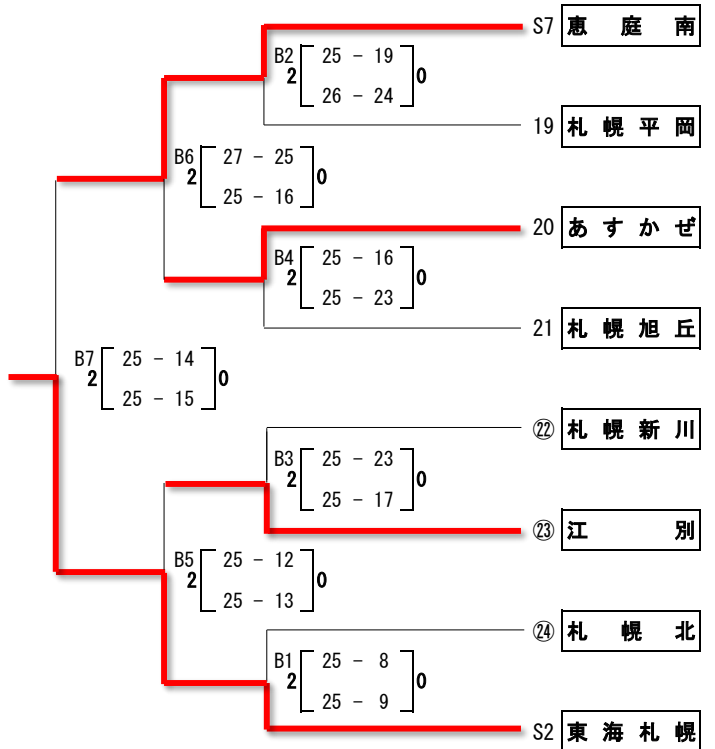 S7 恵庭南
B2 25 - 19
2 0
26 - 24
19 札幌平岡
B6 27 - 25
2 0
25 - 16
20 あすかぜ
B4 25 - 16
2 0
25 - 23
21 札幌旭丘
B7 25 - 14
2 0
25 - 15
㉒ 札幌新川
B3 25 - 23
2 0
25 - 17
㉓ 江別
B5 25 - 12
2 0
25 - 13
㉔ 札幌北
B1 25 - 8
2 0
25 - 9
S2 東海札幌